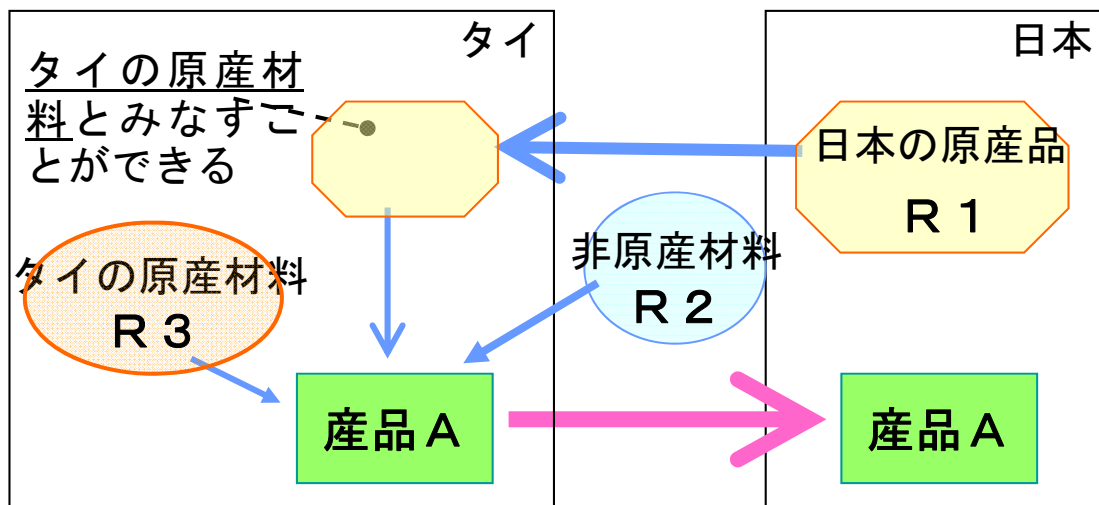 タイ
日本
タイの原産材
料とみなすこ
とができる
日本の原産品
Ｒ１
非原産材料
Ｒ２
タイの原産材料
Ｒ３
産品Ａ
産品Ａ